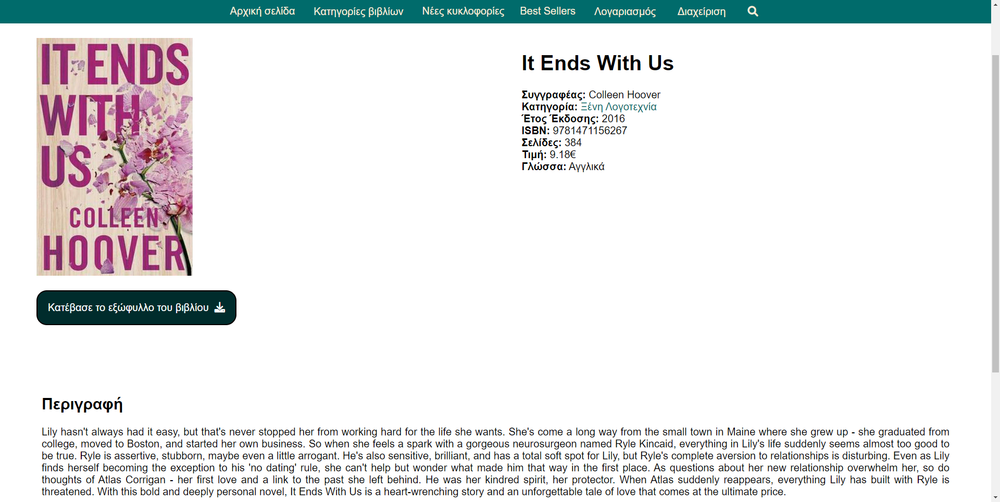 Αρχική σελίδα Κατηγορίες βιβλίων Νέες κυκλοφορίες Best Sellers Λογαριασμός Διαχείριση
IT ENDS
WITH
US
COLLEEN
HOOVER
It Ends With Us
Συγγραφέας: Colleen Hoover
Κατηγορία: Ξένη Λογοτεχνία
Έτος Έκδοσης: 2016
ISBN: 9781471156267
Σελίδες: 384
Τιμή: 9.18€
Γλώσσα: Αγγλικά
Κατέβασε το εξώφυλλο του βιβλίου
Περιγραφή
Lily hasn't always had it easy, but that's never stopped her from working hard for the life she wants. She's come a long way from the small town in Maine where she grew up - she graduated from
college, moved to Boston, and started her own business. So when she feels a spark with a gorgeous neurosurgeon named Ryle Kincaid, everything in Lily's life suddenly seems almost too good to
be true. Ryle is assertive, stubborn, maybe even a little arrogant. He's also sensitive, brilliant, and has a total soft spot for Lily, but Ryle's complete aversion to relationships is disturbing. Even as Lily
finds herself becoming the exception to his 'no dating' rule, she can't help but wonder what made him that way in the first place. As questions about her new relationship overwhelm her, so do
thoughts of Atlas Corrigan - her first love and a link to the past she left behind. He was her kindred spirit, her protector. When Atlas suddenly reappears, everything Lily has built with Ryle is
threatened. With this bold and deeply personal novel, It Ends With Us is a heart-wrenching story and an unforgettable tale of love that comes at the ultimate price.